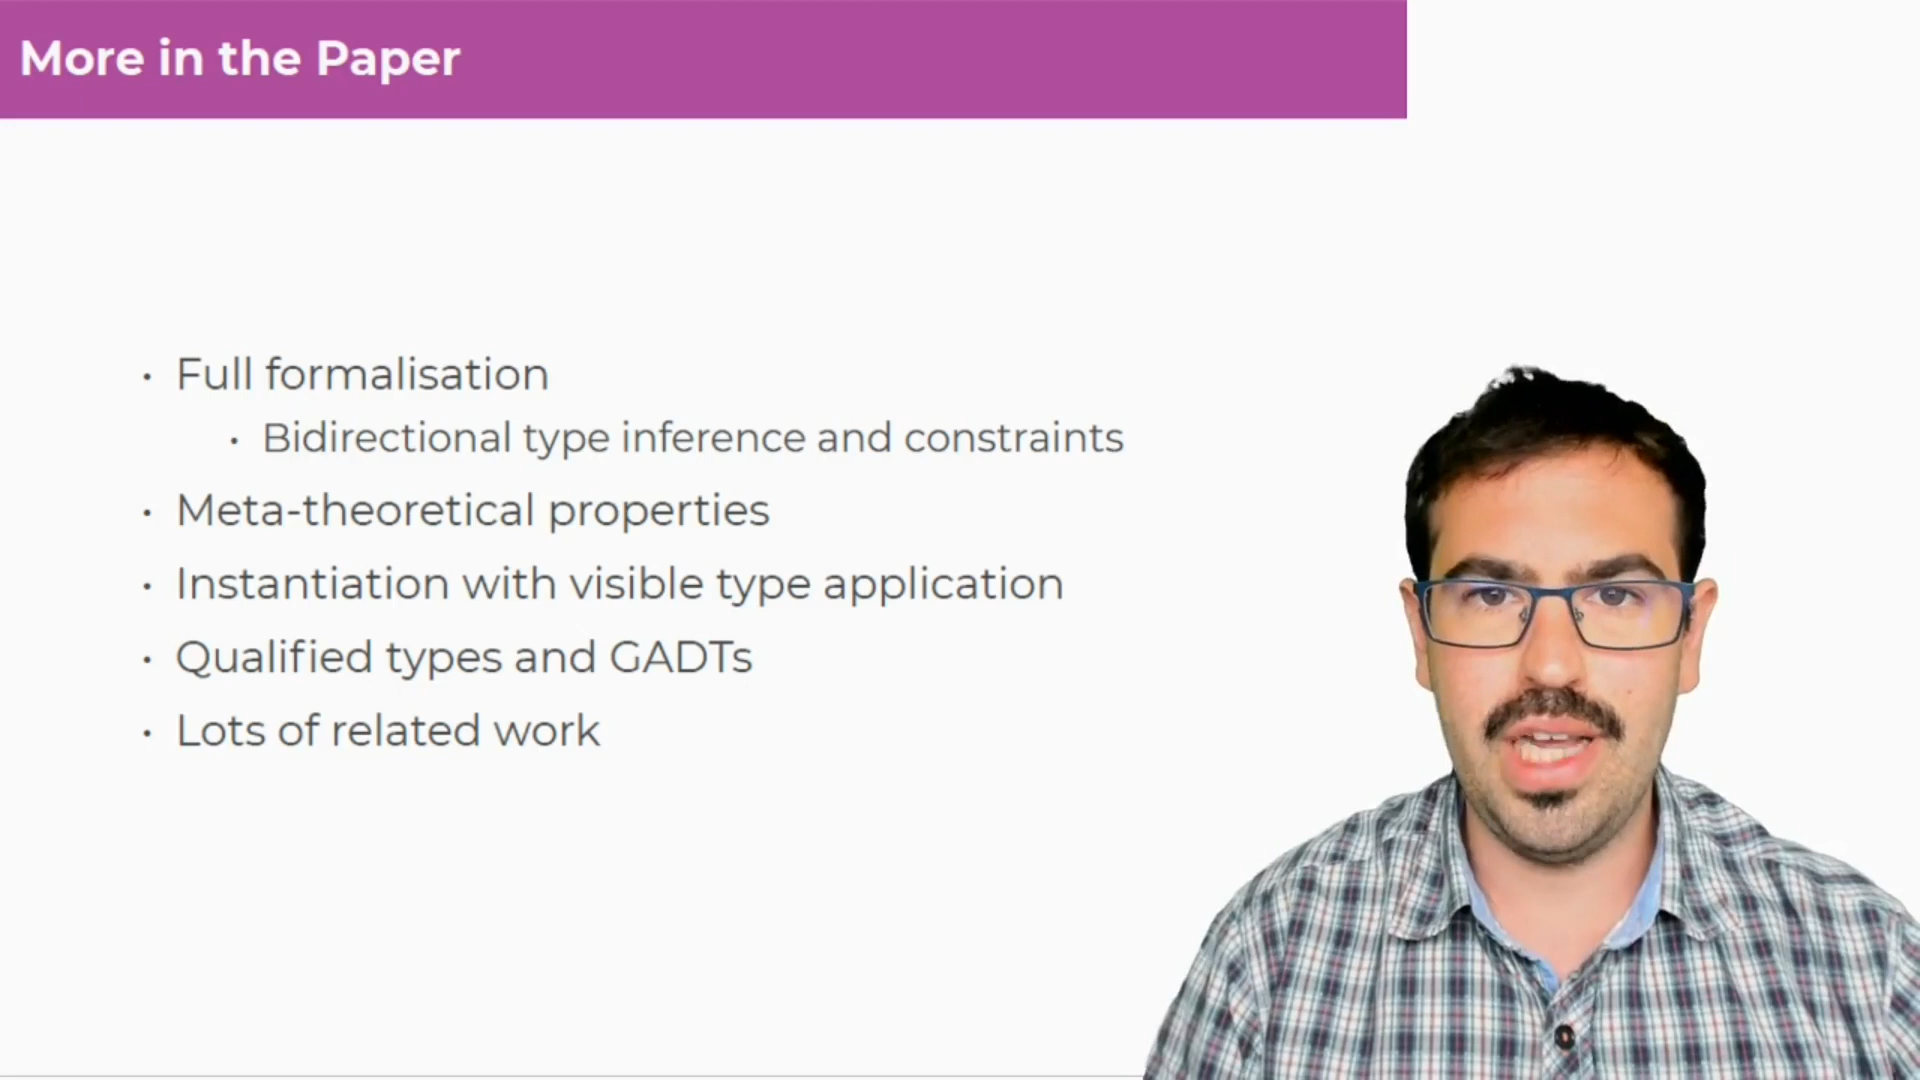 More in the Paper
• Full formalisation
• Bidirectional type inference and constraints
• Meta-theoretical properties
• Instantiation with visible type application
• Qualified types and GADTs
• Lots of related work